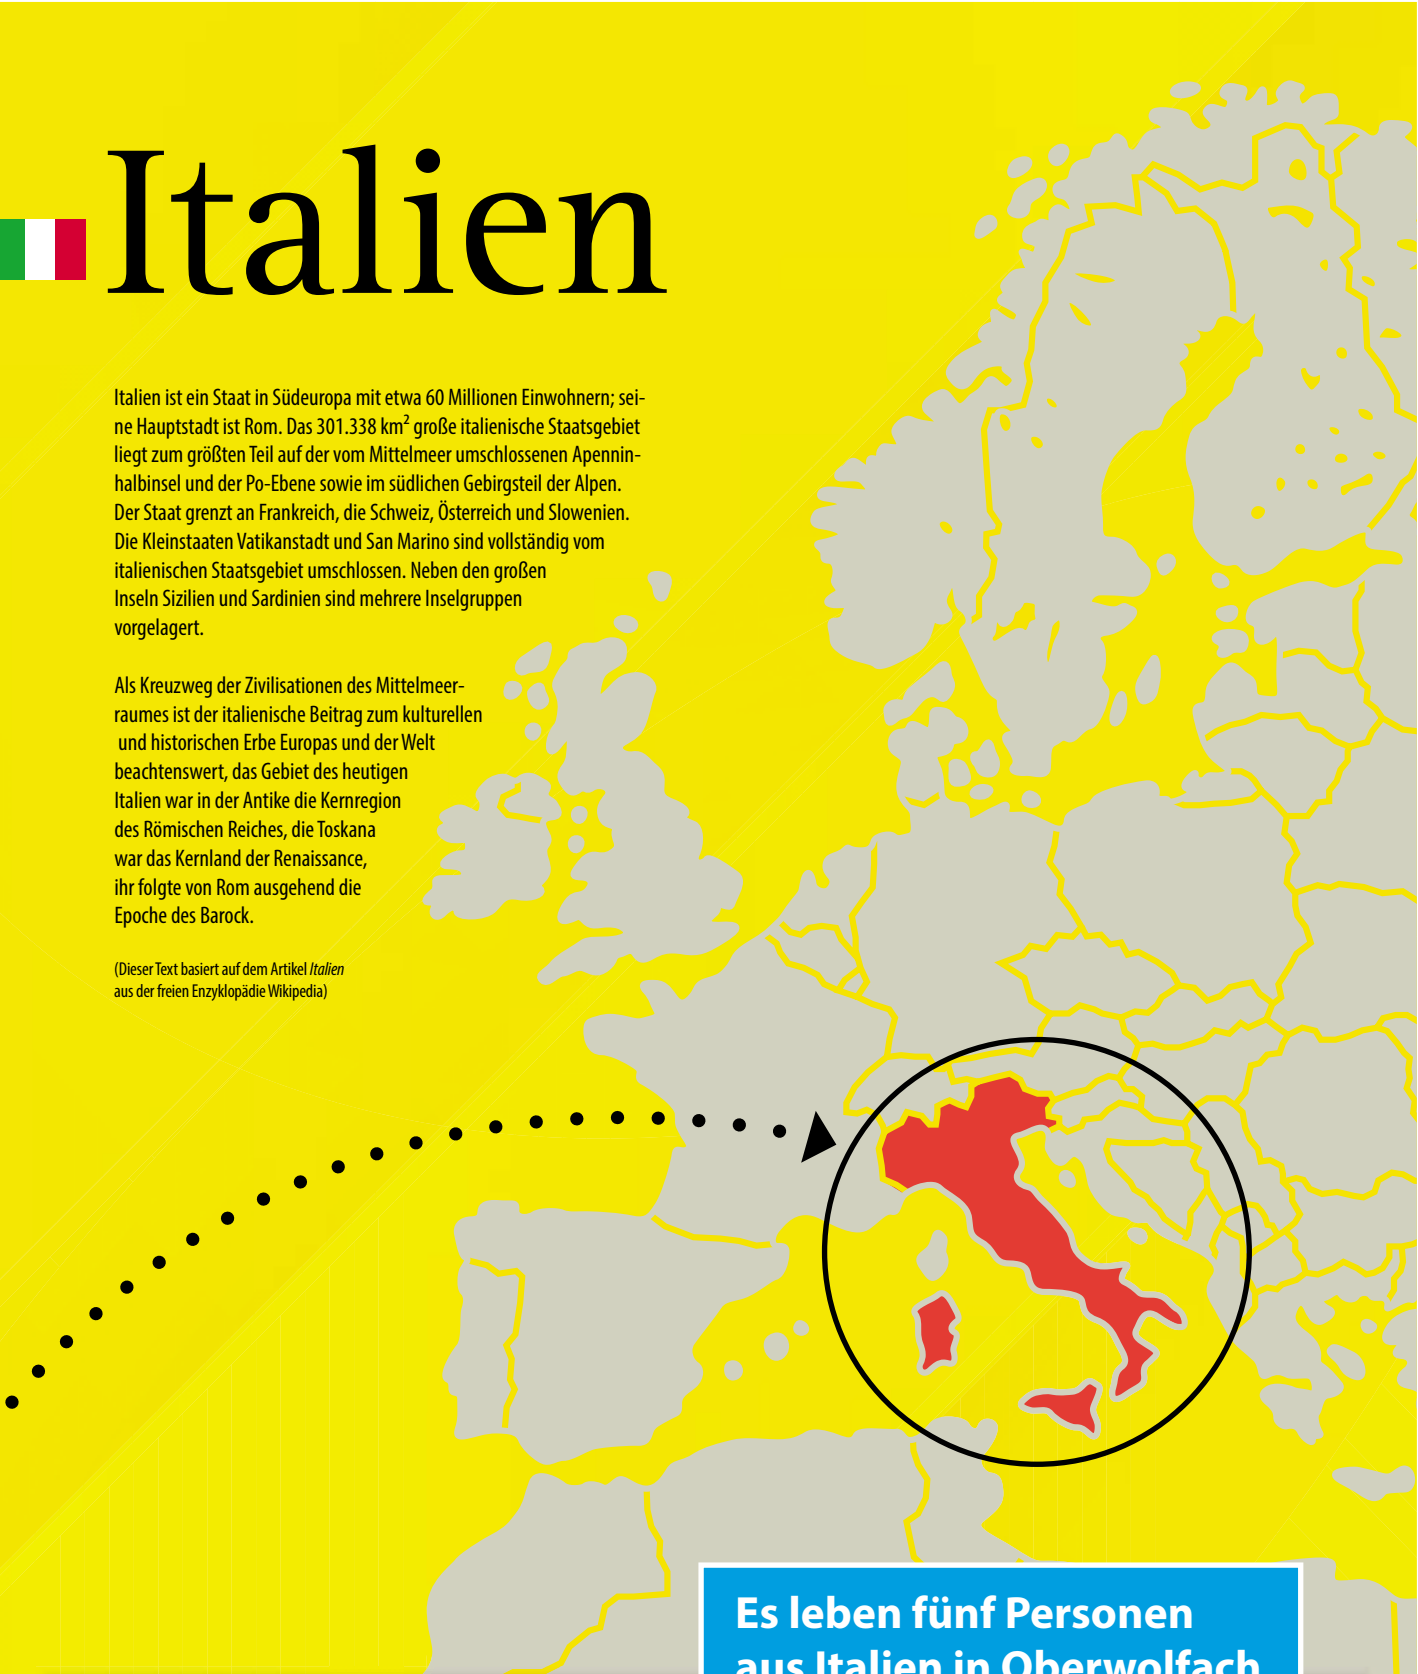 Italien
Italien ist ein Staat in Südeuropa mit etwa 60 Millionen Einwohnern; sei-
ne Hauptstadt ist Rom. Das 301.338 km² große italienische Staatsgebiet
liegt zum größten Teil auf der vom Mittelmeer umschlossenen Apennin-
halbinsel und der Po-Ebene sowie im südlichen Gebirgsteil der Alpen.
Der Staat grenzt an Frankreich, die Schweiz, Österreich und Slowenien.
Die Kleinstaaten Vatikanstadt und San Marino sind vollständig vom
italienischen Staatsgebiet umschlossen. Neben den großen
Inseln Sizilien und Sardinien sind mehrere Inselgruppen
vorgelagert.
Als Kreuzweg der Zivilisationen des Mittelmeer-
raumes ist der italienische Beitrag zum kulturellen
und historischen Erbe Europas und der Welt
beachtenswert, das Gebiet des heutigen
Italien war in der Antike die Kernregion
des Römischen Reiches, die Toskana
war das Kernland der Renaissance,
ihr folgte von Rom ausgehend die
Epoche des Barock.
(Dieser Text basiert auf dem Artikel Italien
aus der freien Enzyklopädie Wikipedia)
Es leben fünf Personen
aus Italien in Oberwolfach